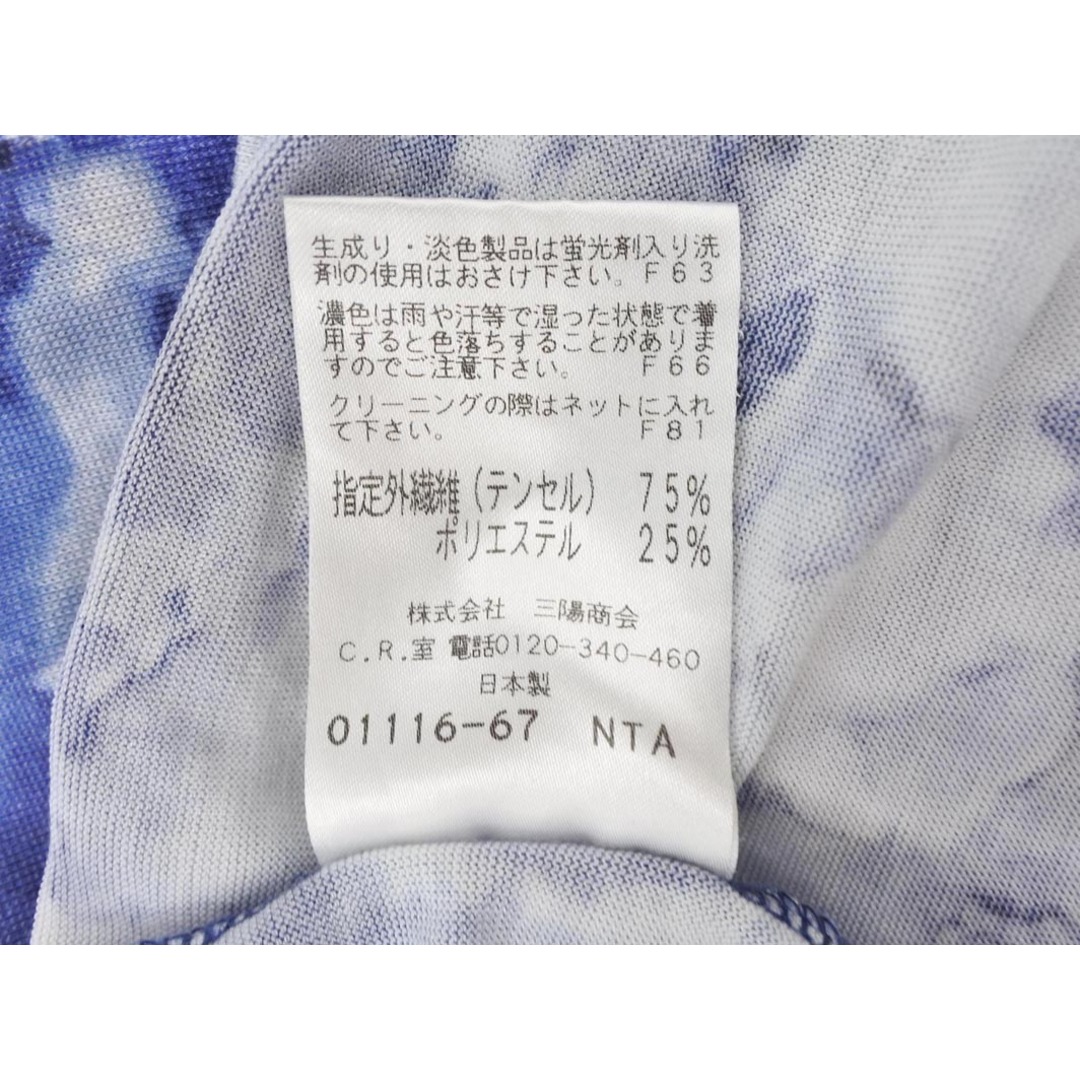 生成り・淡色製品は蛍光剤入り洗
剤の使用はおさけ下さい。F63
濃色は雨や汗等で湿った状態で着
用すると色落ちすることがありま
すのでご注意下さい。 F66
クリーニングの際はネットに入れ
て下さい。 F81
指定外繊維(テンセル) 75%
ポリエステル 25%
株式会社 三陽商会
C.R.室 電話0120-340-460
日本製
01116-67 NTA